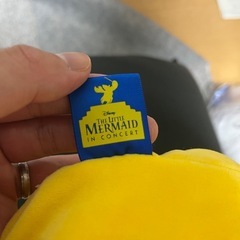 Disney
THE LITTLE
MERMAID
IN CONCERT